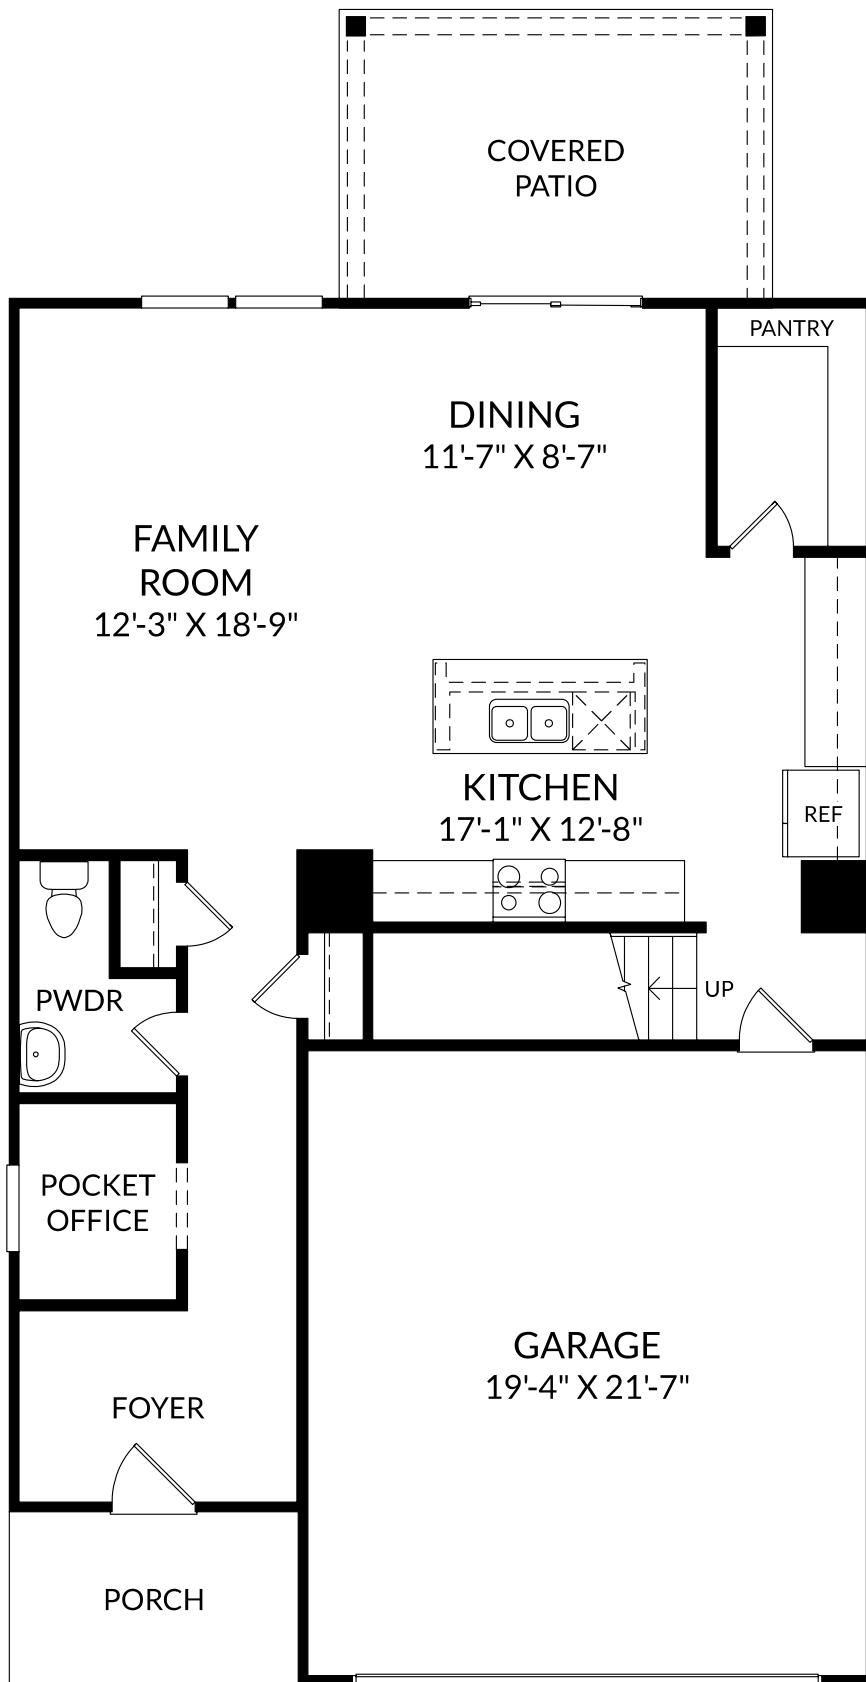 COVERED
PATIO
PANTRY
DINING
11'-7" X 8'-7"
FAMILY
ROOM
12'-3" X 18'-9"
KITCHEN
17'-1" X 12'-8"
REF
UP
PWDR
POCKET
OFFICE
GARAGE
19'-4" X 21'-7"
FOYER
PORCH